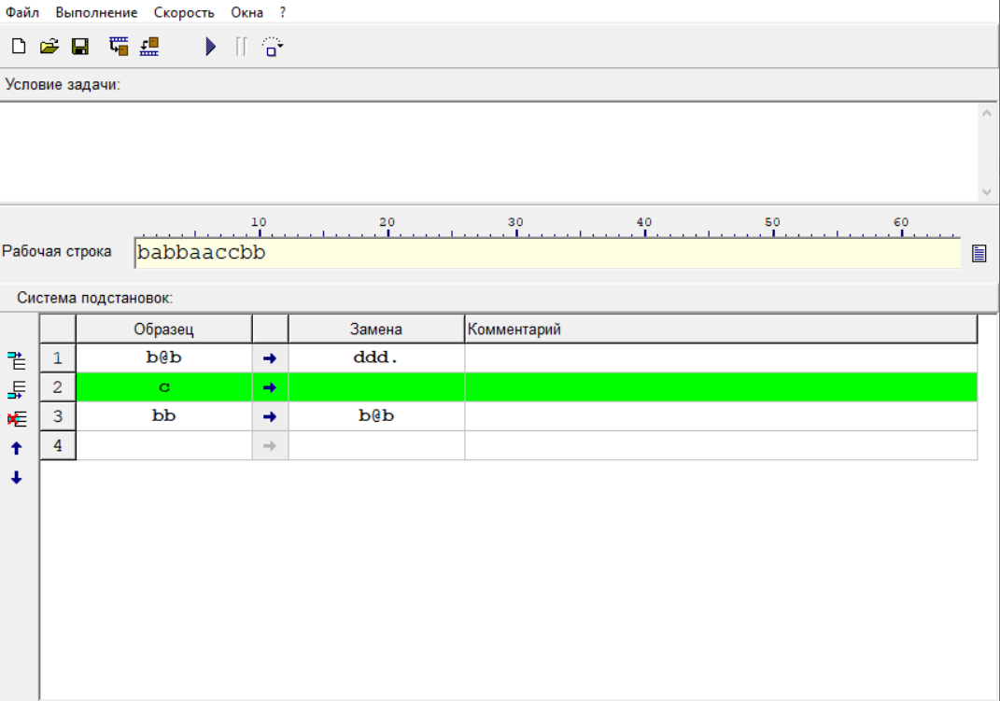 Файл Выполнение Скорость Окна ?
Условие задачи:
10 20 30 40 50 60
Рабочая строка babbaaccbb
Система подстановок:
Образец Замена Комментарий
1 b@b → ddd.
2 c →
3 bb → b@b
4 →